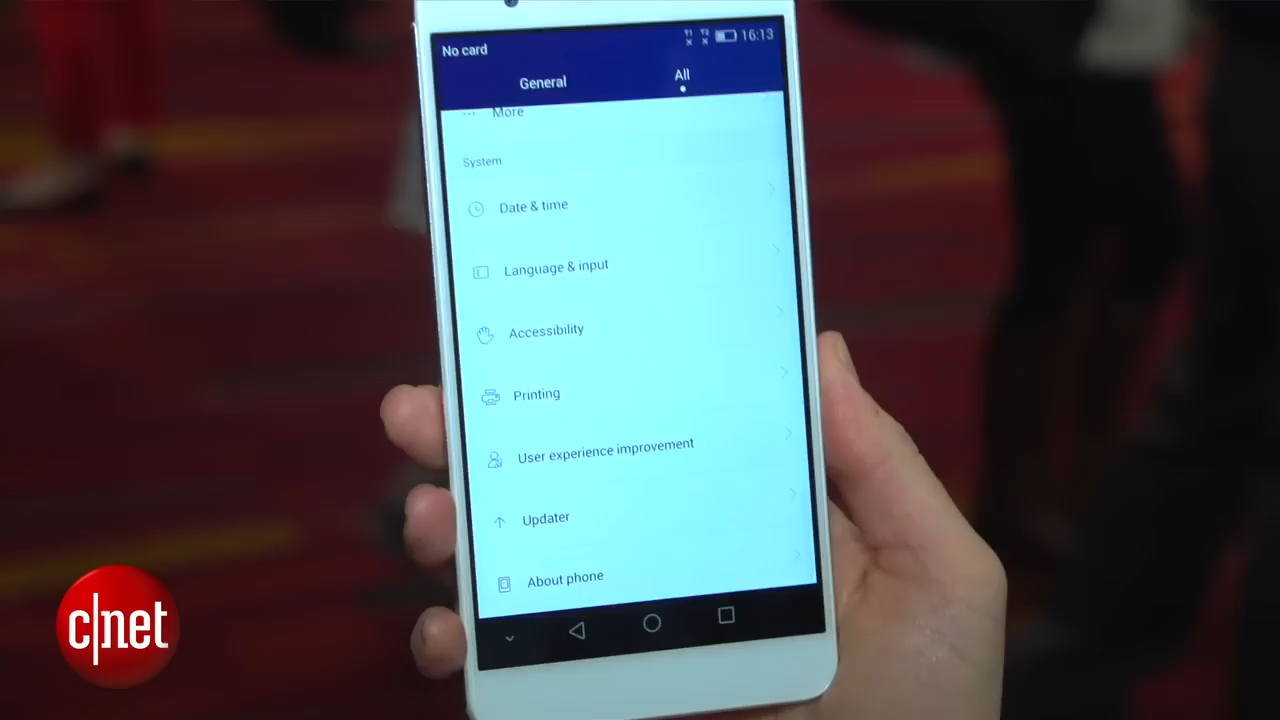 No card
16:13
General
All
More
System
Date & time
Language & input
Accessibility
Printing
User experience improvement
Updater
About phone
c|net